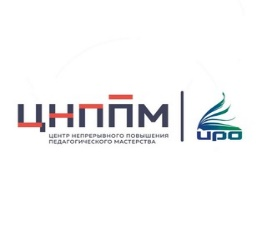 ЦНППМ
ЦЕНТР НЕПРЕРЫВНОГО ПОВЫШЕНИЯ
ПЕДАГОГИЧЕСКОГО МАСТЕРСТВА
иро